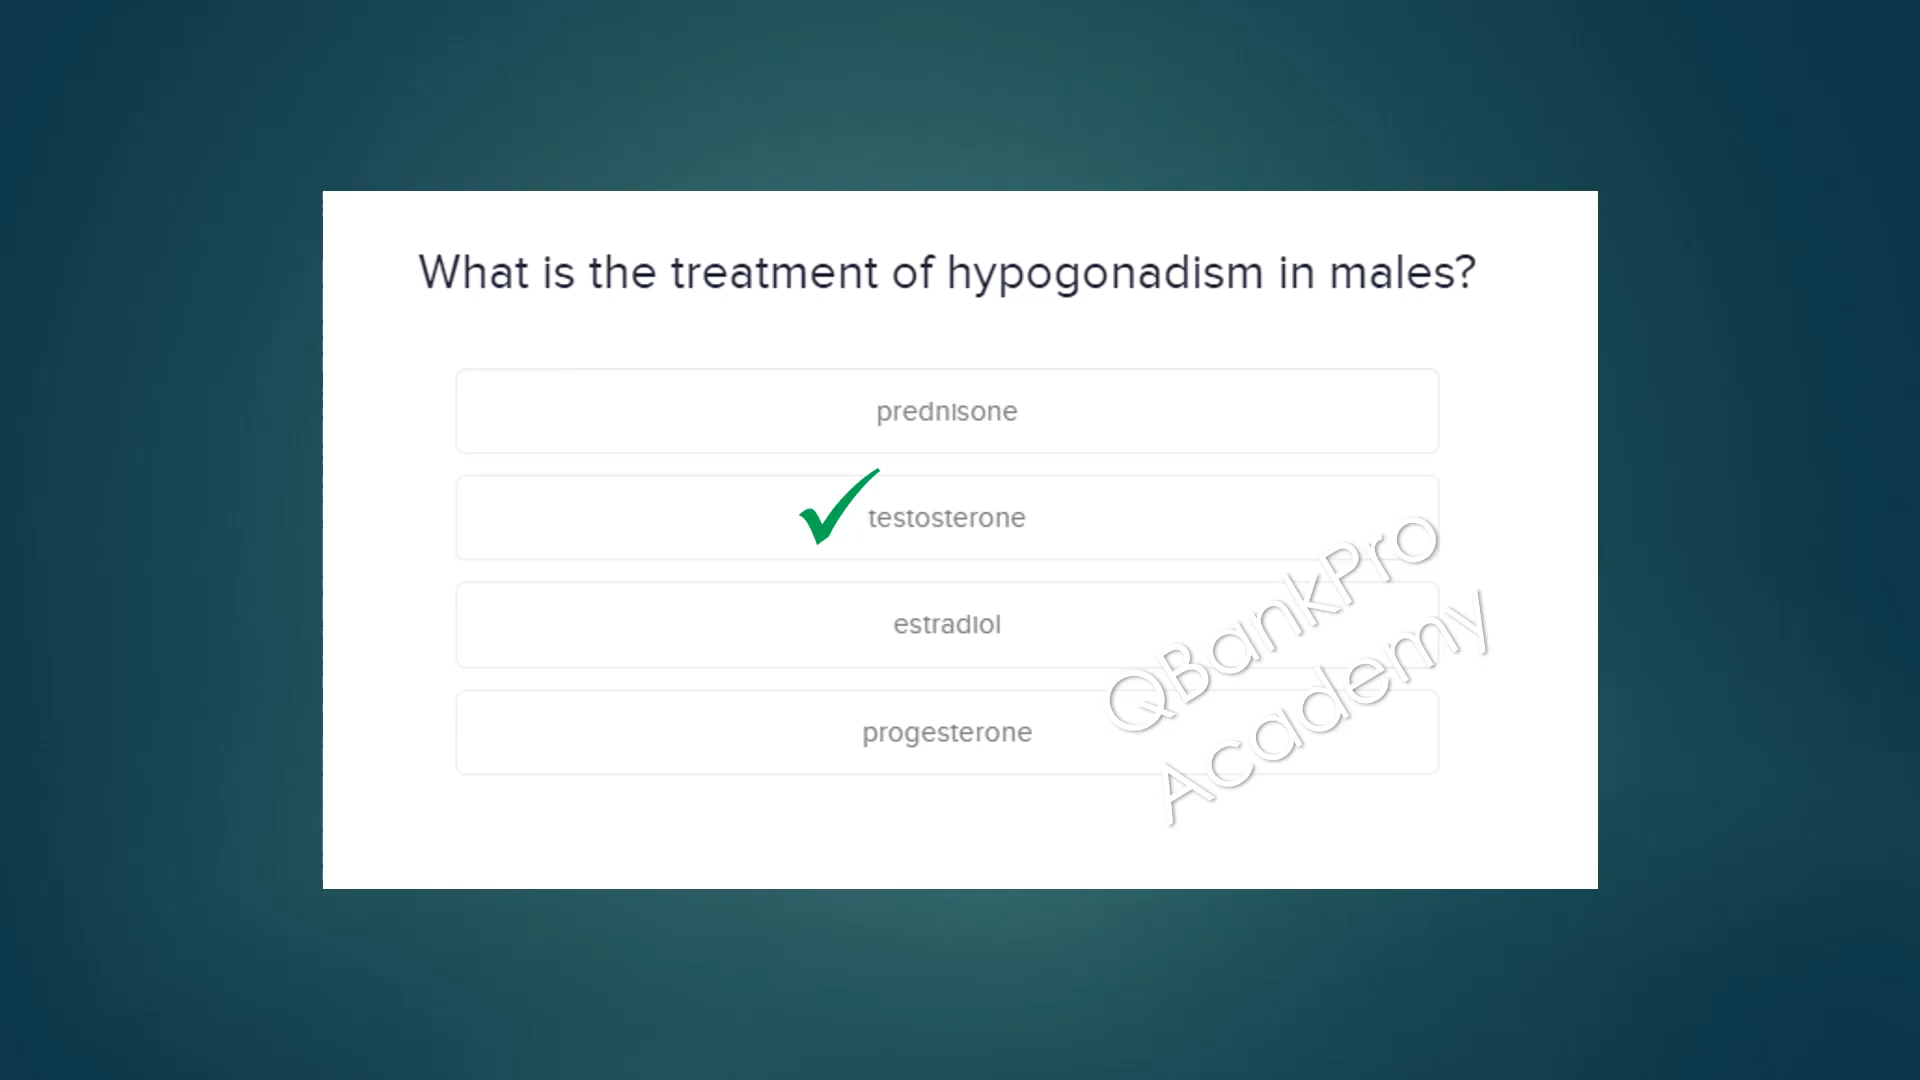 What is the treatment of hypogonadism in males?
prednisone
testosterone
estradiol
progesterone
QBankPro
Academy